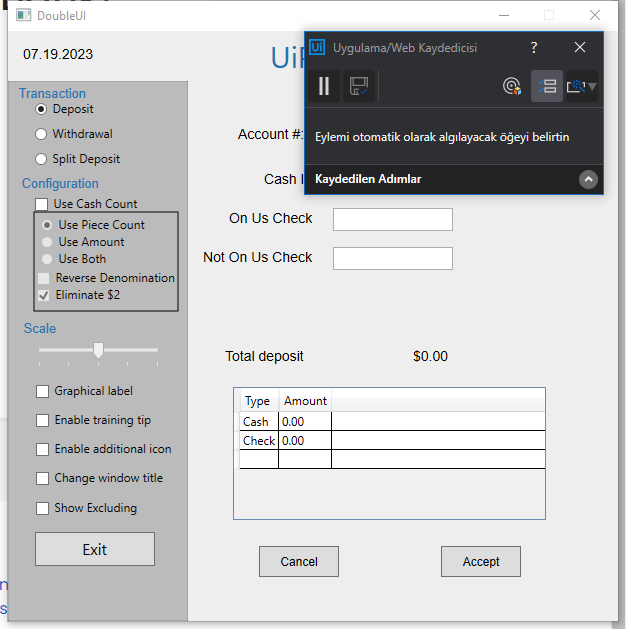 DoubleUI
07.19.2023
Transaction
Deposit
Withdrawal
Split Deposit
Configuration
Use Cash Count
Use Piece Count
Use Amount
Use Both
Reverse Denomination
Eliminate $2
Scale
Graphical label
Enable training tip
Enable additional icon
Change window title
Show Excluding
Exit
Ui Uygulama/Web Kaydedicisi ?
Eylemi otomatik olarak algılayacak öğeyi belirtin
Kaydedilen Adımlar
Account #:
Cash
On Us Check
Not On Us Check
Total deposit $0.00
Type Amount
Cash 0.00
Check 0.00
Cancel Accept